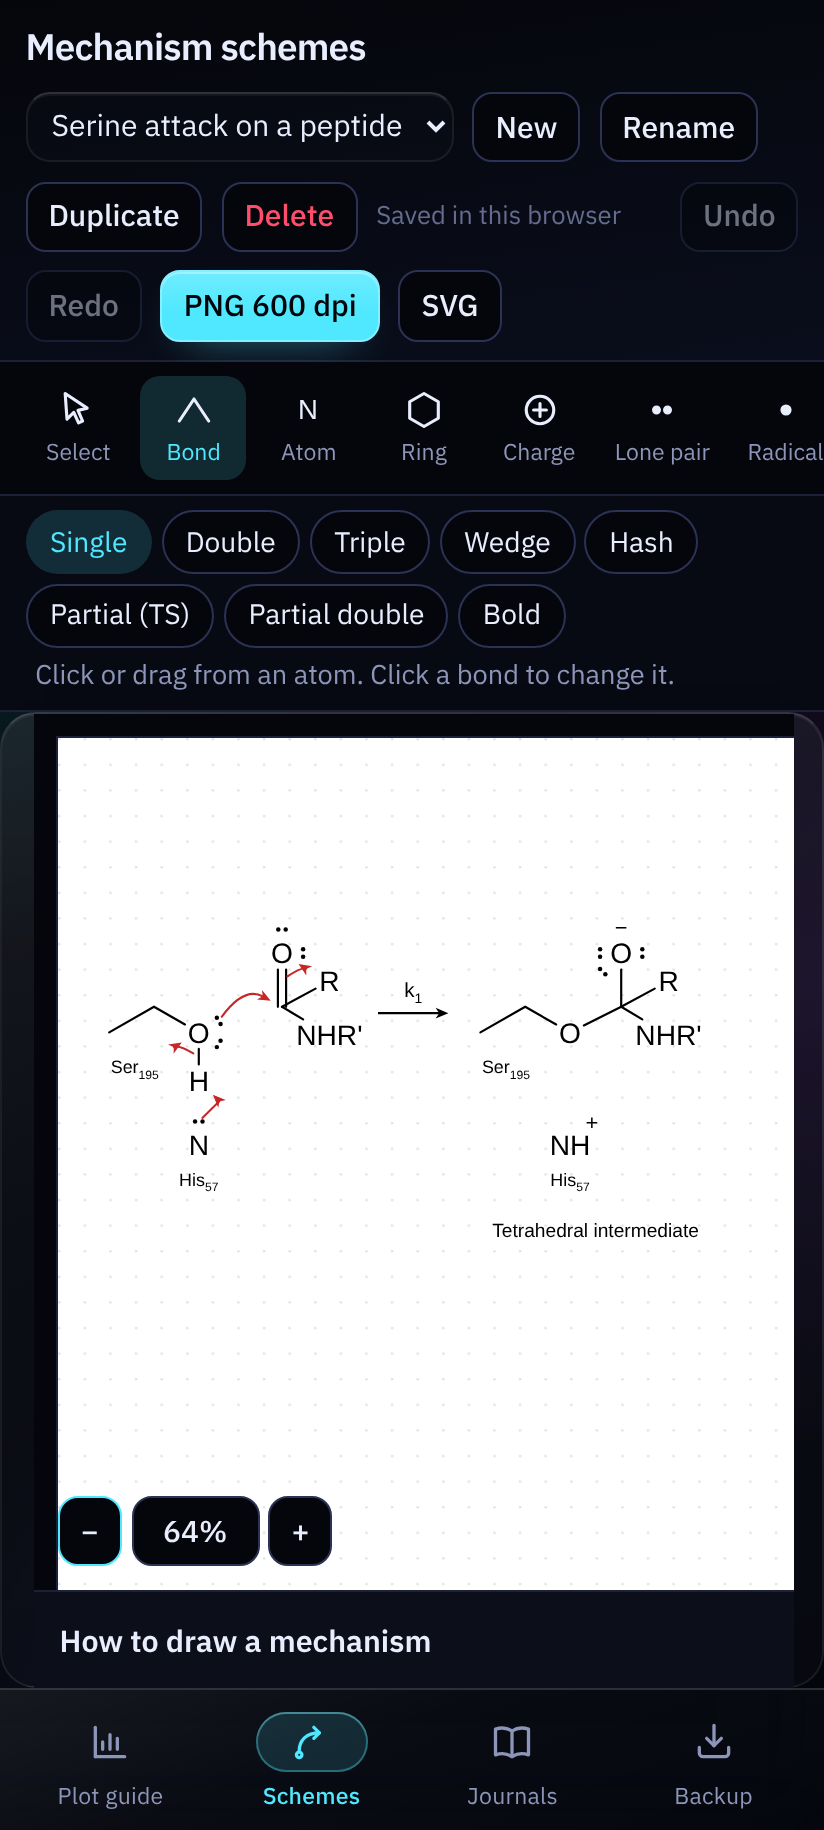 Mechanism schemes
Serine attack on a peptide
New
Rename
Duplicate
Delete
Saved in this browser
Undo
Redo
PNG 600 dpi
SVG
N
Select
Bond
Atom
Ring
Charge
Lone pair
Radical
Single
Double
Triple
Wedge
Hash
Partial (TS)
Partial double
Bold
Click or drag from an atom. Click a bond to change it.
O
R
O
NHR'
H
Ser195
N
His57
k1
−
O
R
O
NHR'
Ser195
+
NH
His57
Tetrahedral intermediate
−
64%
+
How to draw a mechanism
Plot guide
Schemes
Journals
Backup